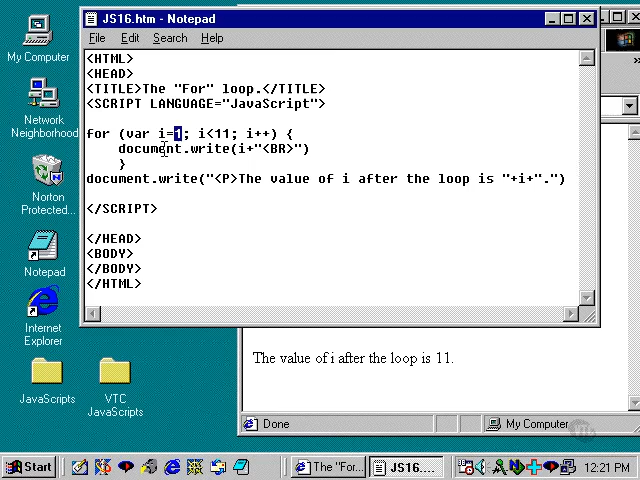 My Computer
Network
Neighborhood
Norton
Protected...
Notepad
Internet
Explorer
JavaScripts
VTC
JavaScripts
JS16.htm - Notepad
File Edit Search Help
<HTML>
<HEAD>
<TITLE>The "For" loop.</TITLE>
<SCRIPT LANGUAGE="JavaScript">
for (var i=1; i<11; i++) {
document.write(i+"<BR>")
}
document.write("<P>The value of i after the loop is "+i+".")
</SCRIPT>
</HEAD>
<BODY>
</BODY>
</HTML>
The value of i after the loop is 11.
Done
My Computer
Start
The "For...
JS16....
12:21 PM